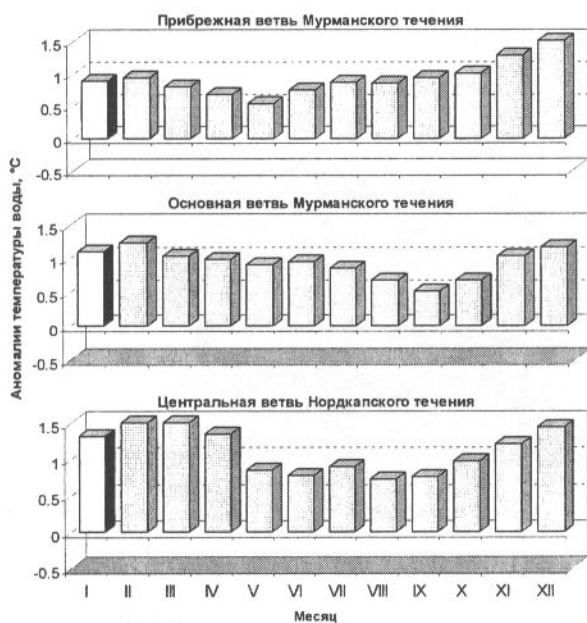 Прибрежная ветвь Мурманского течения
1.5
1
0.5
0
-0.5
Основная ветвь Мурманского течения
1.5
1
0.5
0
-0.5
Центральная ветвь Нордкапского течения
1.5
1
0.5
0
-0.5
I II III IV V VI VII VIII IX X XI XII
Месяц
Аномалии температуры воды, °C